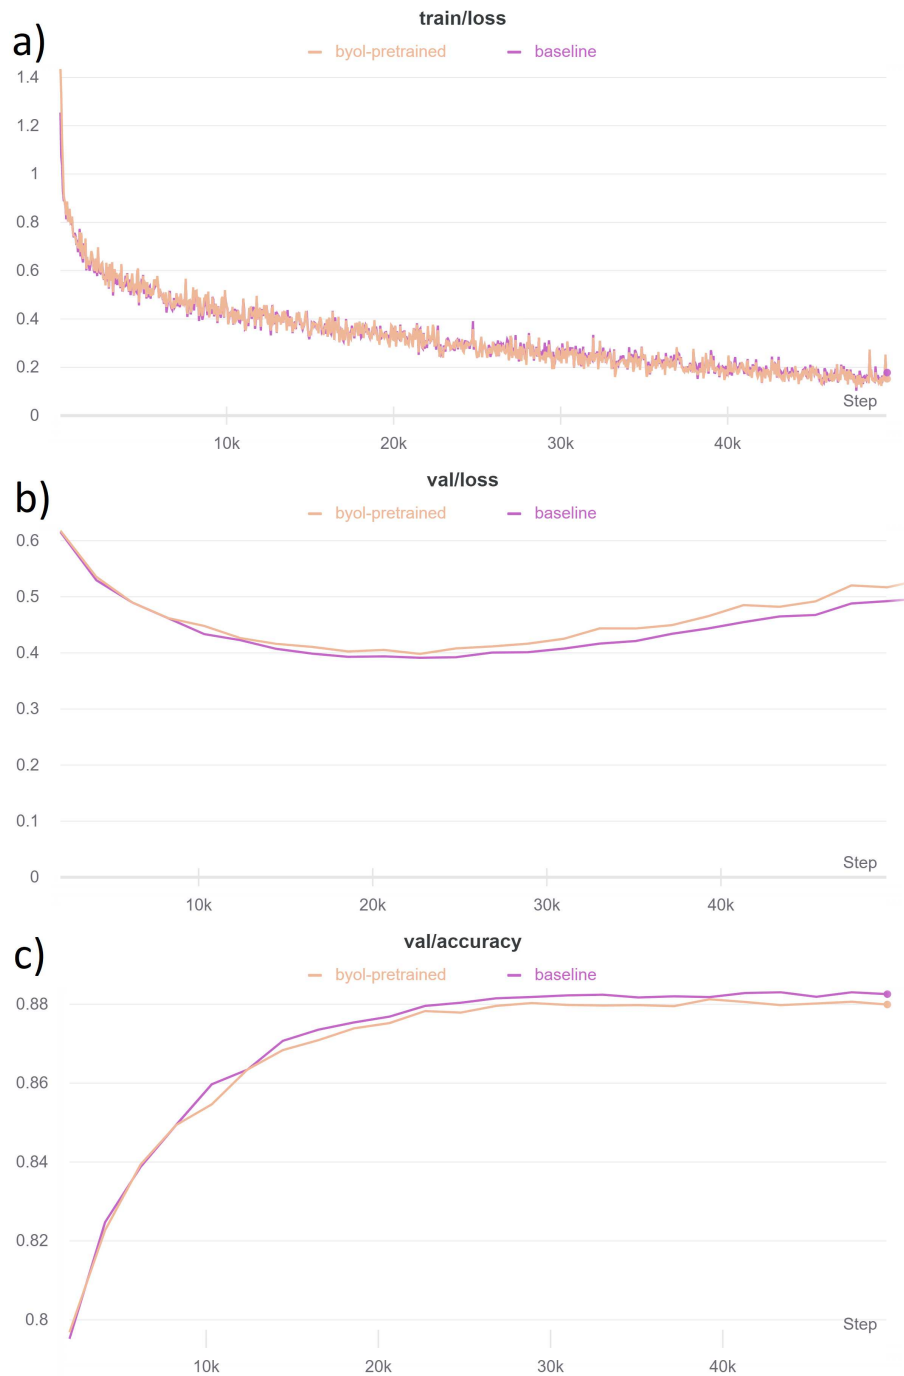 train/loss
a)
byol-pretrained baseline
1.4
1.2
1
0.8
0.6
0.4
0.2
Step
0
10k 20k 30k 40k
val/loss
b)
byol-pretrained baseline
0.6
0.5
0.4
0.3
0.2
0.1
Step
0
10k 20k 30k 40k
val/accuracy
c)
byol-pretrained baseline
0.88
0.86
0.84
0.82
0.8
Step
10k 20k 30k 40k